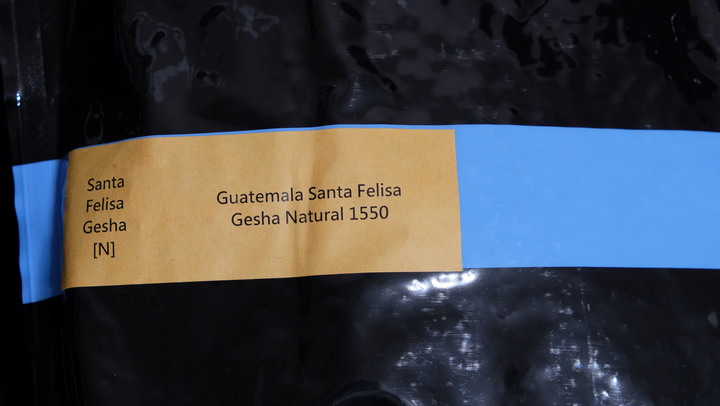 Santa
Felisa
Gesha
[N]
Guatemala Santa Felisa
Gesha Natural 1550